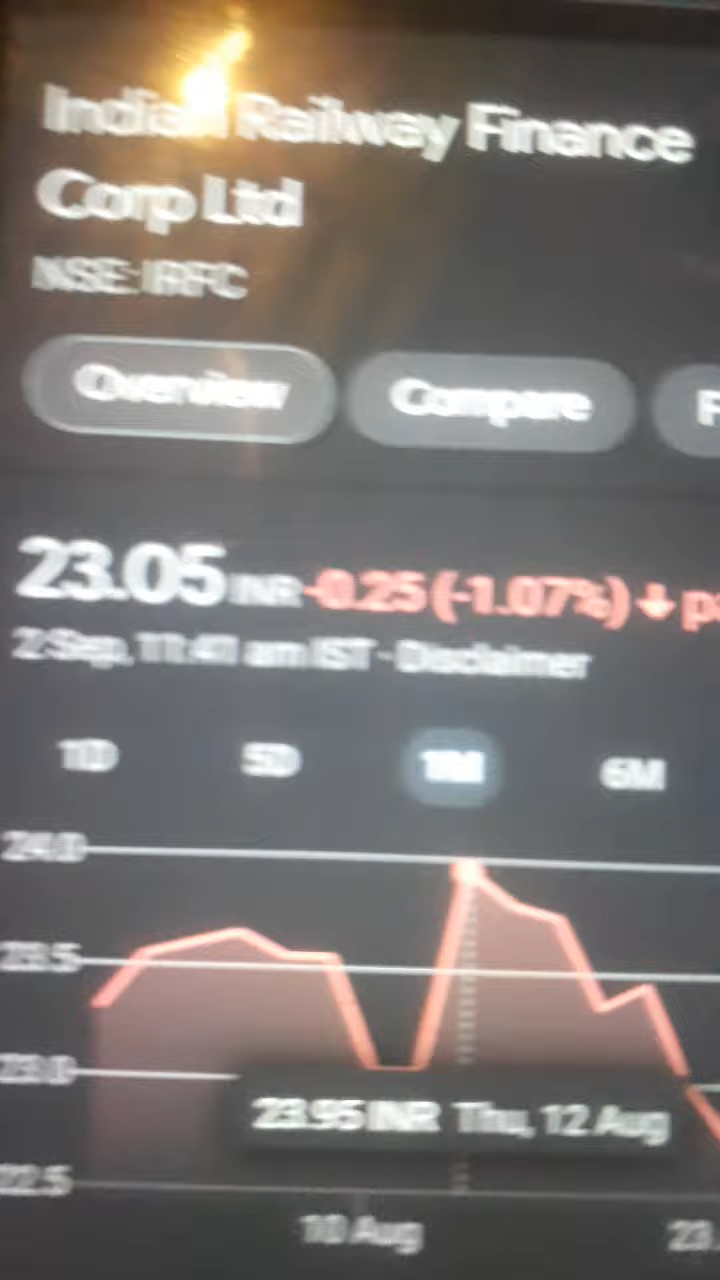 Indian Railway Finance
Corp Ltd
NSE: IRFC
Overview Compare F
23.05 INR -0.25 (-1.07%) ↓ pa
2 Sep, 11:41 am IST · Disclaimer
1D 5D 1M 6M
24.0
23.5
23.0
23.95 INR Thu, 12 Aug
22.5
10 Aug 23